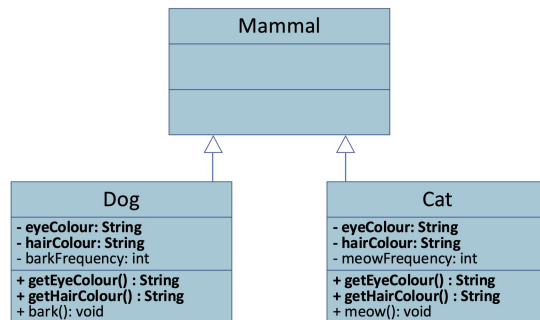 Mammal
Dog
- eyeColour: String
- hairColour: String
- barkFrequency: int
+ getEyeColour() : String
+ getHairColour() : String
+ bark(): void
Cat
- eyeColour: String
- hairColour: String
- meowFrequency: int
+ getEyeColour() : String
+ getHairColour() : String
+ meow(): void